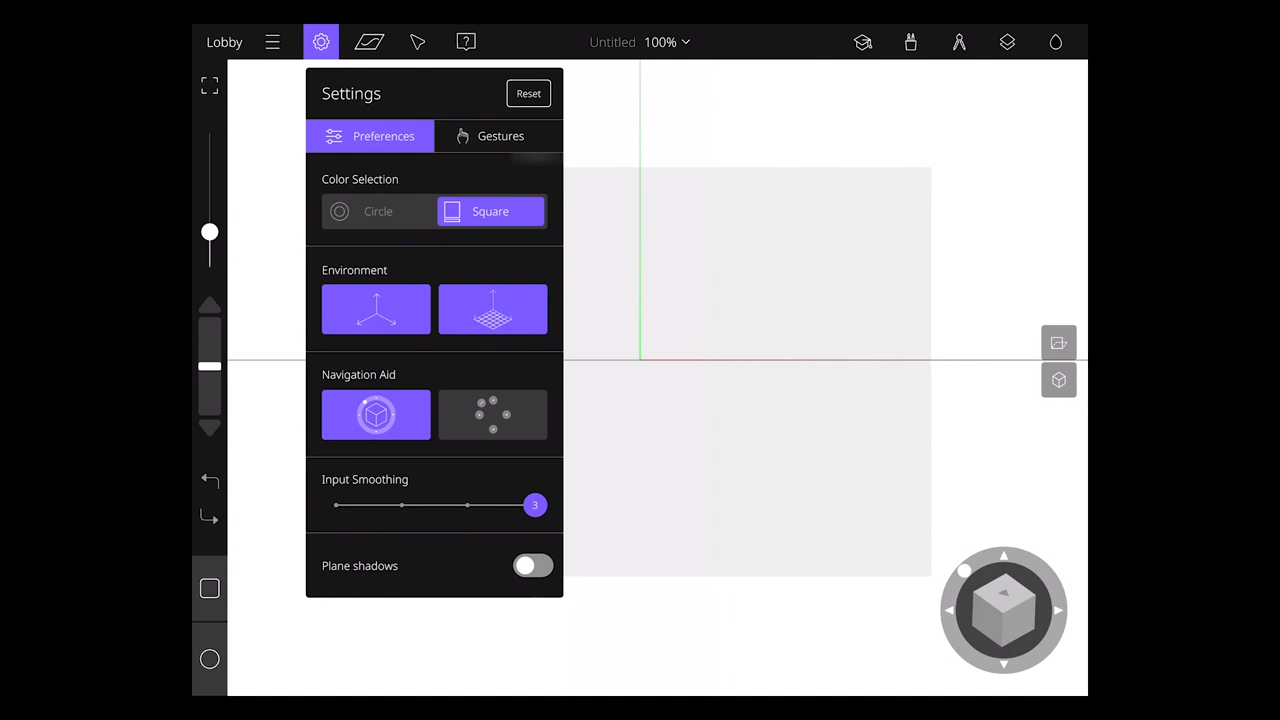 Lobby
Untitled 100%
Settings
Reset
Preferences
Gestures
Color Selection
Circle
Square
Environment
Navigation Aid
Input Smoothing
3
Plane shadows